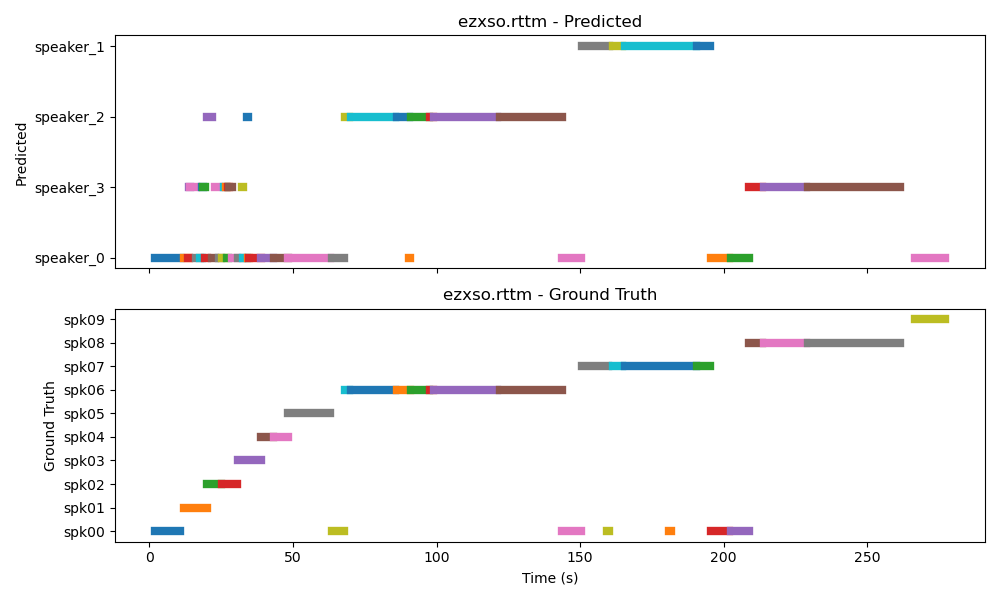 ezxso.rttm - Predicted
speaker_1
speaker_2
speaker_3
speaker_0
Predicted
ezxso.rttm - Ground Truth
spk09
spk08
spk07
spk06
spk05
spk04
spk03
spk02
spk01
spk00
Ground Truth
0 50 100 150 200 250
Time (s)